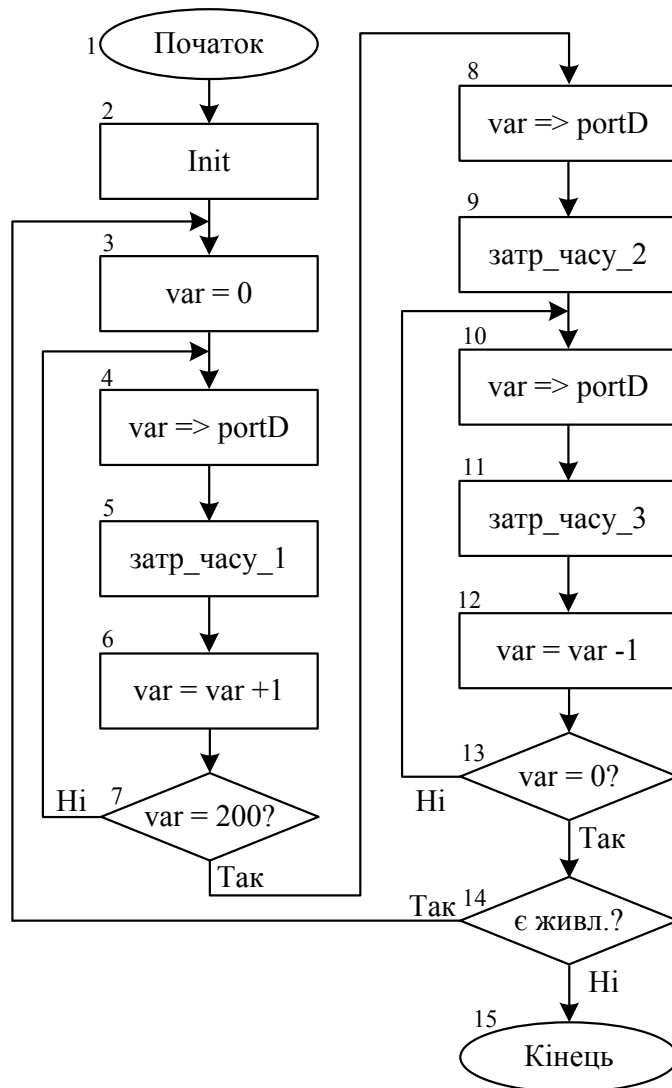 1
Початок
2
Init
3
var = 0
4
var => portD
5
затр_часу_1
6
var = var +1
7
var = 200?
Ні
Так
8
var => portD
9
затр_часу_2
10
var => portD
11
затр_часу_3
12
var = var -1
13
var = 0?
Ні
Так
14
є живл.?
Так
Ні
15
Кінець